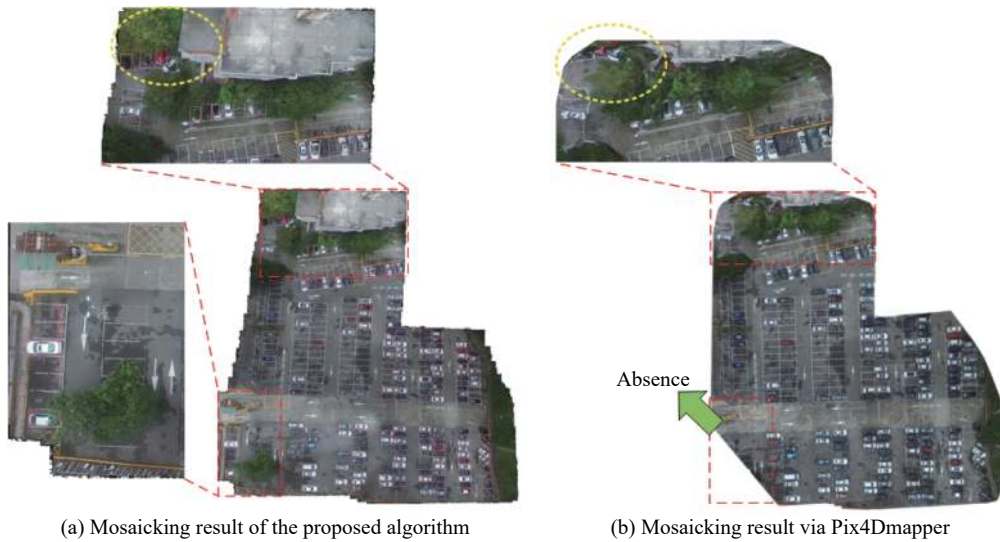 Absence
(a) Mosaicking result of the proposed algorithm
(b) Mosaicking result via Pix4Dmapper